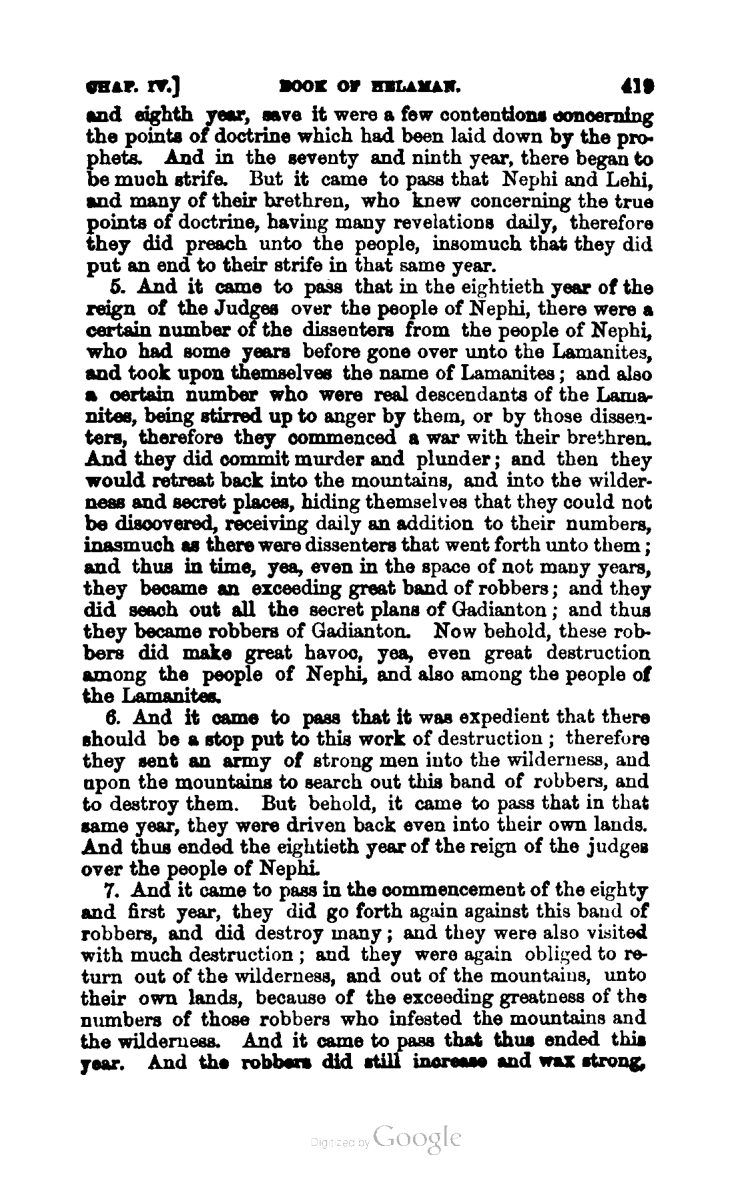 CHAP. IV.] BOOK OF HELAMAN. 419
and eighth year, save it were a few contentions concerning
the points of doctrine which had been laid down by the pro-
phets. And in the seventy and ninth year, there began to
be much strife. But it came to pass that Nephi and Lehi,
and many of their brethren, who knew concerning the true
points of doctrine, having many revelations daily, therefore
they did preach unto the people, insomuch that they did
put an end to their strife in that same year.
5. And it came to pass that in the eightieth year of the
reign of the Judges over the people of Nephi, there were a
certain number of the dissenters from the people of Nephi,
who had some years before gone over unto the Lamanites,
and took upon themselves the name of Lamanites; and also
a certain number who were real descendants of the Lama-
nites, being stirred up to anger by them, or by those dissen-
ters, therefore they commenced a war with their brethren.
And they did commit murder and plunder; and then they
would retreat back into the mountains, and into the wilder-
ness and secret places, hiding themselves that they could not
be discovered, receiving daily an addition to their numbers,
inasmuch as there were dissenters that went forth unto them;
and thus in time, yea, even in the space of not many years,
they became an exceeding great band of robbers; and they
did seach out all the secret plans of Gadianton; and thus
they became robbers of Gadianton. Now behold, these rob-
bers did make great havoc, yea, even great destruction
among the people of Nephi, and also among the people of
the Lamanites.
6. And it came to pass that it was expedient that there
should be a stop put to this work of destruction; therefore
they sent an army of strong men into the wilderness, and
upon the mountains to search out this band of robbers, and
to destroy them. But behold, it came to pass that in that
same year, they were driven back even into their own lands.
And thus ended the eightieth year of the reign of the judges
over the people of Nephi.
7. And it came to pass in the commencement of the eighty
and first year, they did go forth again against this band of
robbers, and did destroy many; and they were also visited
with much destruction; and they were again obliged to re-
turn out of the wilderness, and out of the mountains, unto
their own lands, because of the exceeding greatness of the
numbers of those robbers who infested the mountains and
the wilderness. And it came to pass that thus ended this
year. And the robbers did still increase and wax strong,
Digitized by Google